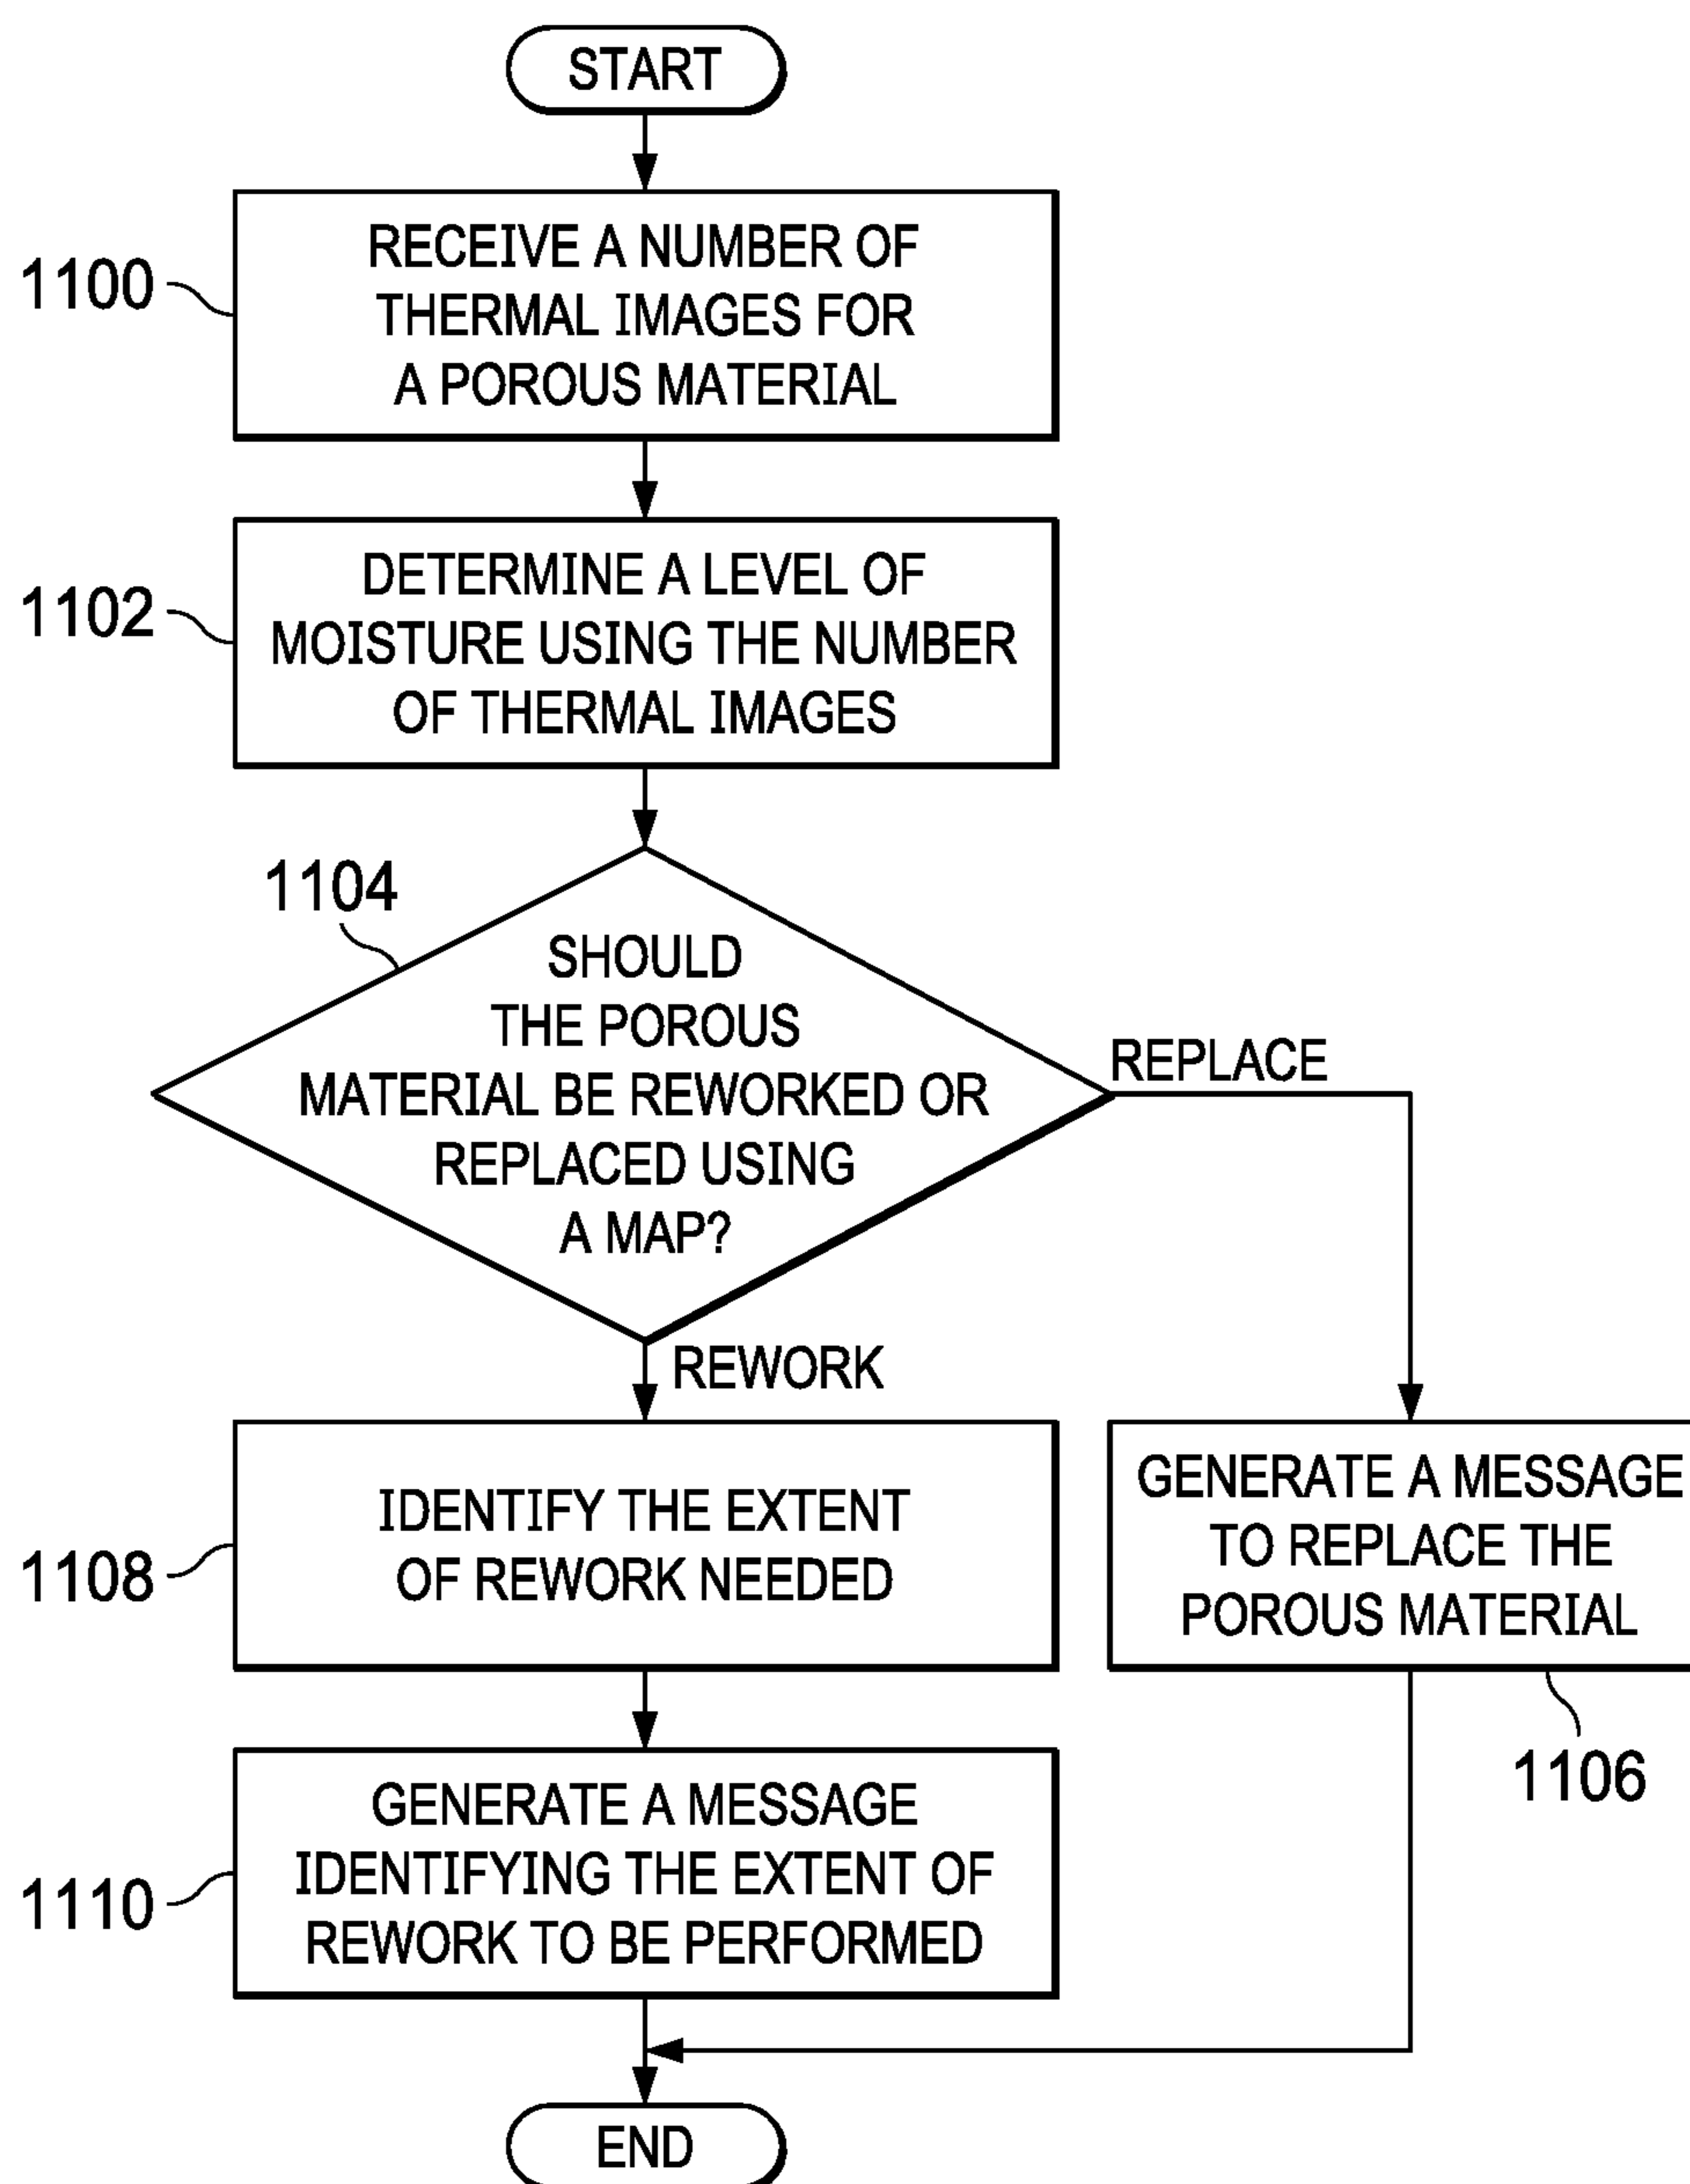 START
1100
RECEIVE A NUMBER OF
THERMAL IMAGES FOR
A POROUS MATERIAL
1102
DETERMINE A LEVEL OF
MOISTURE USING THE NUMBER
OF THERMAL IMAGES
1104
SHOULD
THE POROUS
MATERIAL BE REWORKED OR
REPLACED USING
A MAP?
REPLACE
REWORK
1108
IDENTIFY THE EXTENT
OF REWORK NEEDED
GENERATE A MESSAGE
TO REPLACE THE
POROUS MATERIAL
1106
1110
GENERATE A MESSAGE
IDENTIFYING THE EXTENT OF
REWORK TO BE PERFORMED
END